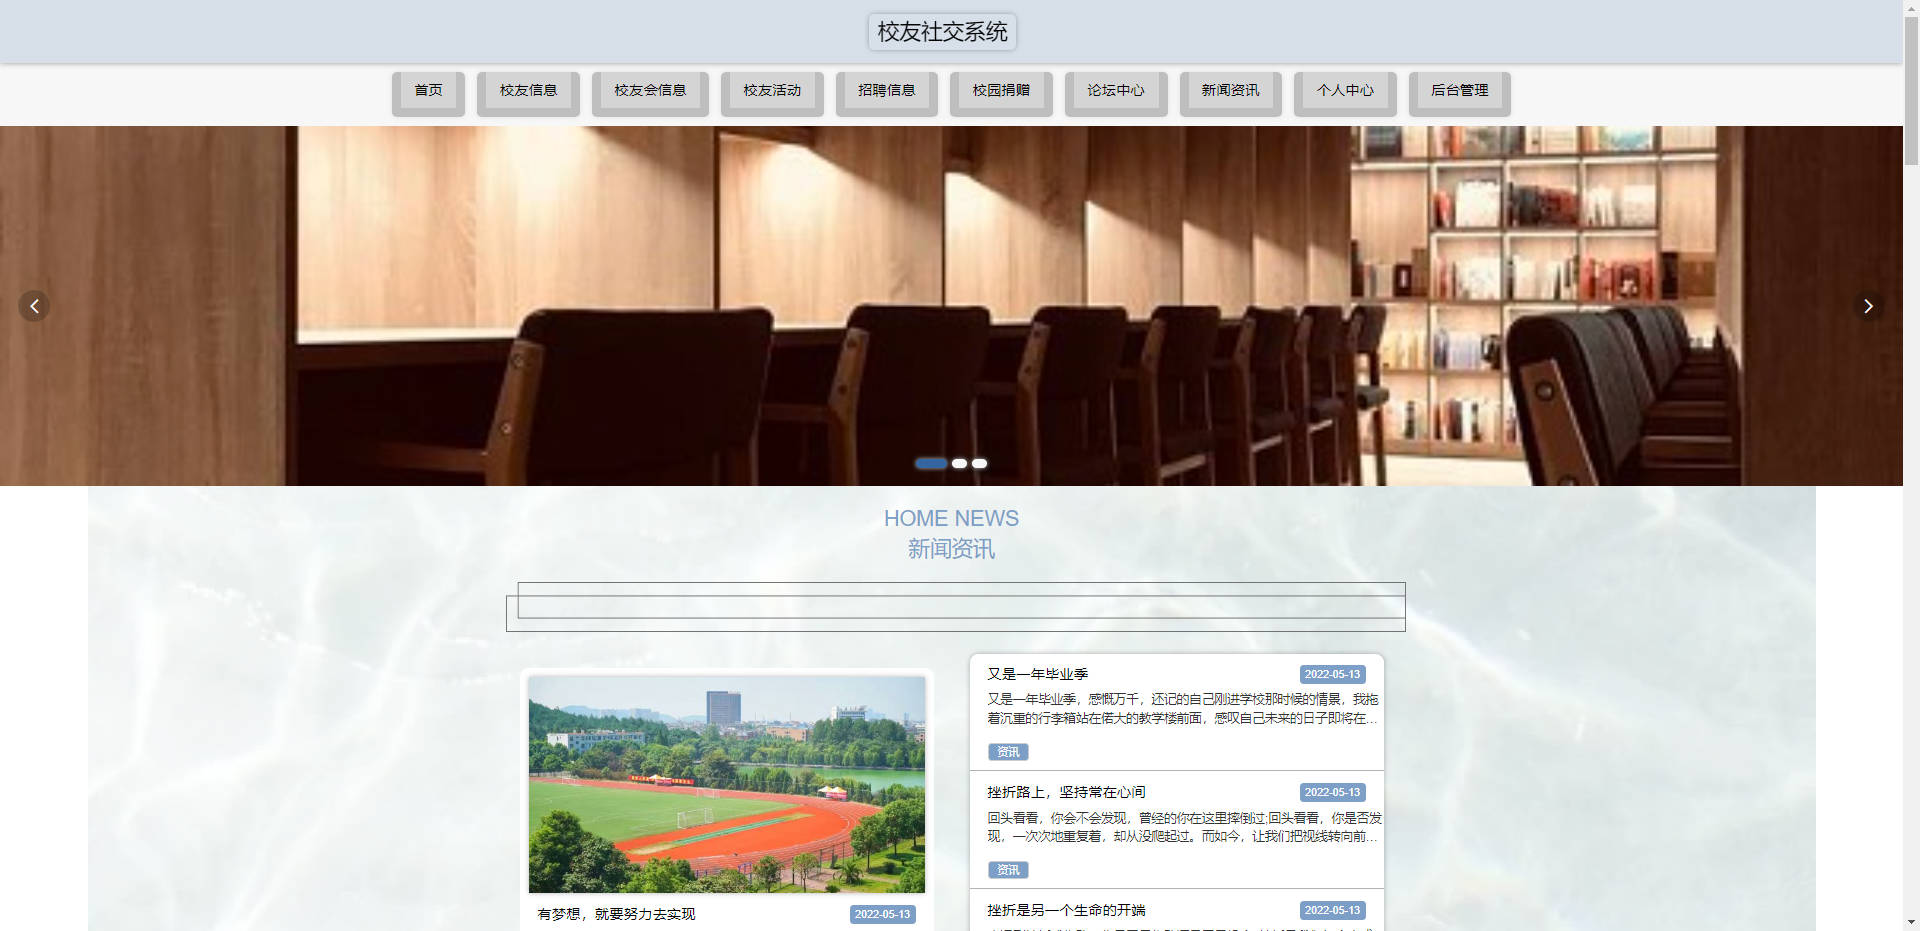 校友社交系统
首页 校友信息 校友会信息 校友活动 招聘信息 校园捐赠 论坛中心 新闻资讯 个人中心 后台管理
HOME NEWS
新闻资讯
有梦想，就要努力去实现 2022-05-13
又是一年毕业季 2022-05-13
又是一年毕业季，感慨万千，还记的自己刚进学校那时候的情景，我拖
着沉重的行李箱站在偌大的教学楼前面，感叹自己未来的日子即将在...
资讯
挫折路上，坚持常在心间 2022-05-13
回头看看，你会不会发现，曾经的你在这里摔倒过;回头看看，你是否发
现，一次次地重复着，却从没爬起过。而如今，让我们把视线转向前...
资讯
挫折是另一个生命的开端 2022-05-13